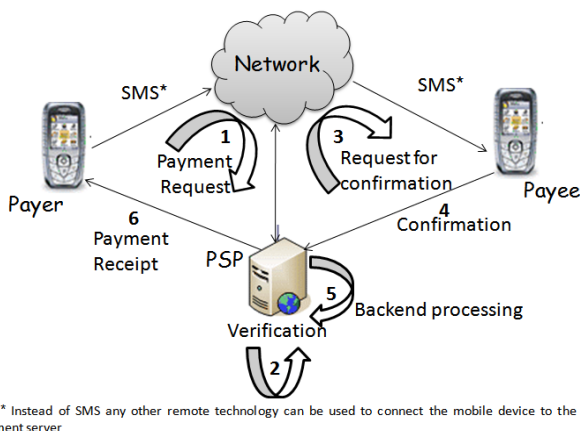 Network
SMS*
SMS*
1
Payment
Request
3
Request for
confirmation
Payer
Payee
6
Payment
Receipt
4
Confirmation
PSP
5
Backend processing
Verification
2
* Instead of SMS any other remote technology can be used to connect the mobile device to the
server